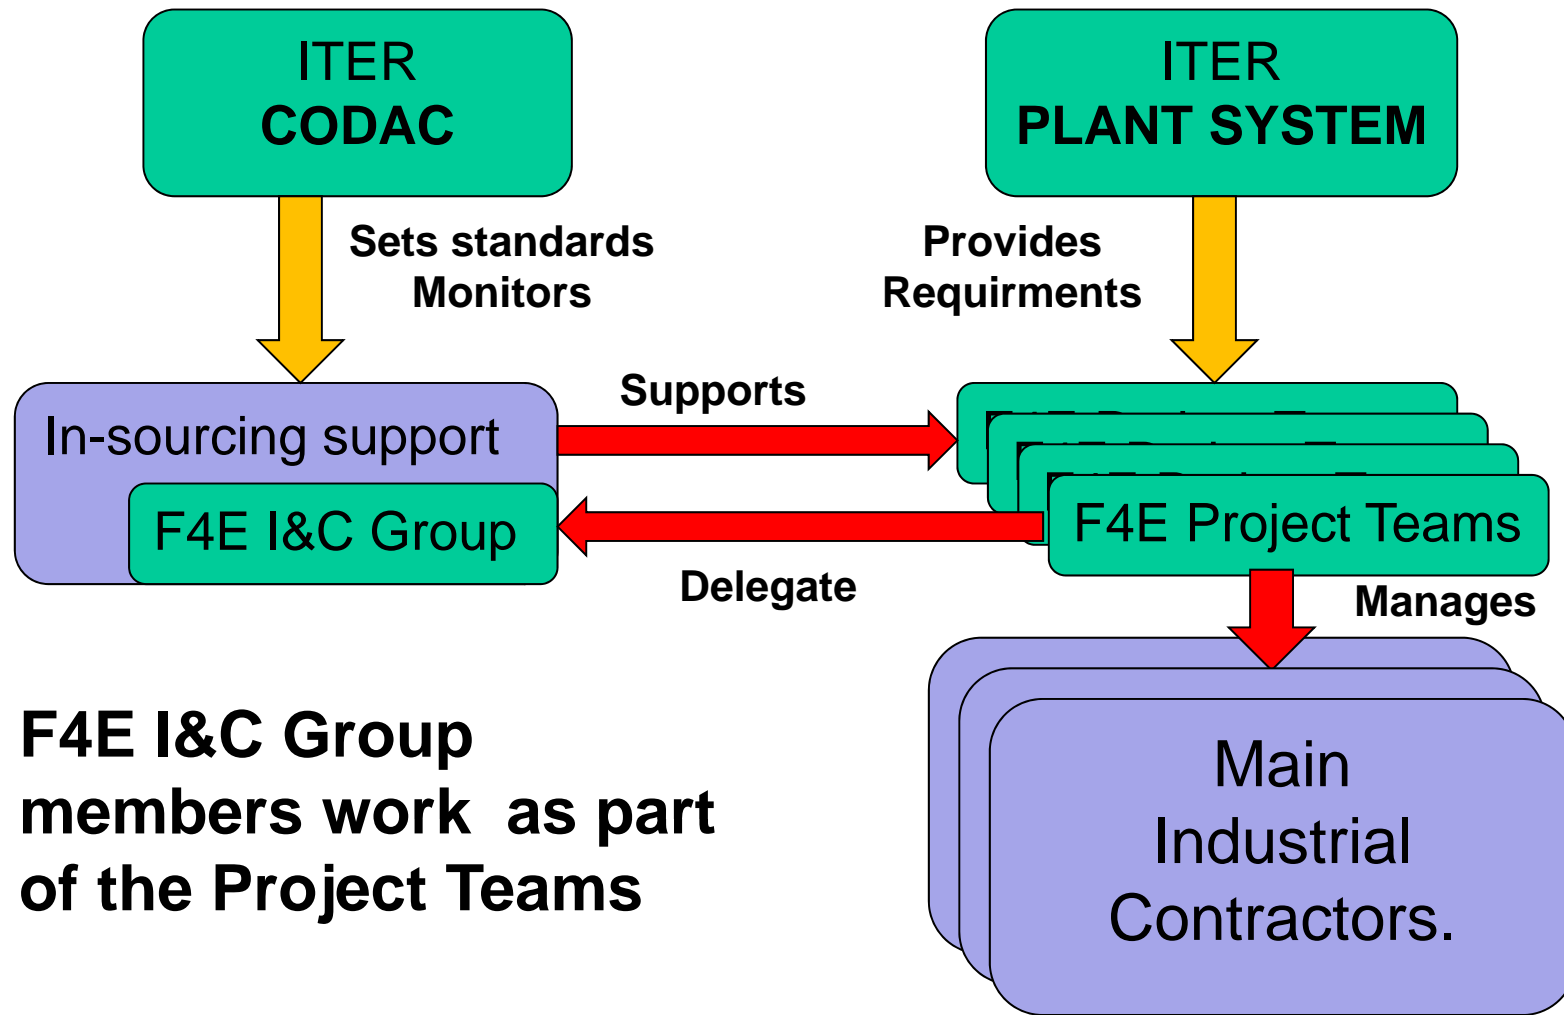 ITER
CODAC
ITER
PLANT SYSTEM
Sets standards
Monitors
Provides
Requirments
Supports
In-sourcing support
F4E I&C Group
F4E Project Teams
Delegate
Manages
F4E I&C Group
members work  as part
of the Project Teams
Main
Industrial
Contractors.